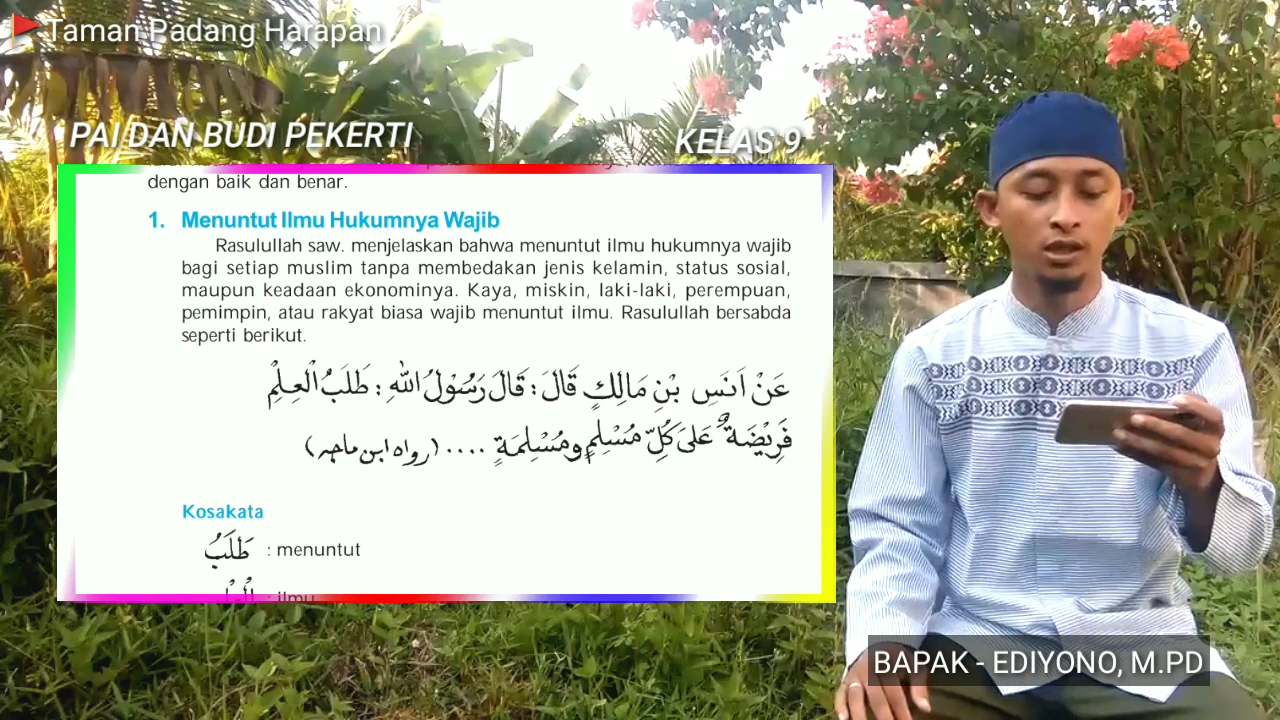 Taman Padang Harapan
PAI DAN BUDI PEKERTI
KELAS 9
dengan baik dan benar.
1. Menuntut Ilmu Hukumnya Wajib
Rasulullah saw. menjelaskan bahwa menuntut ilmu hukumnya wajib
bagi setiap muslim tanpa membedakan jenis kelamin, status sosial,
maupun keadaan ekonominya. Kaya, miskin, laki-laki, perempuan,
pemimpin, atau rakyat biasa wajib menuntut ilmu. Rasulullah bersabda
seperti berikut.
عَنْ اَنَسِ بْنِ مَالِكٍ قَالَ : قَالَ رَسُوْلُ اللهِ : طَلَبُ الْعِلْمِ
فَرِيْضَةٌ عَلَى كُلِّ مُسْلِمٍ ومُسْلِمَةٍ .... (رواه ابن ماجه)
Kosakata
طَلَبُ : menuntut
الْعِلْمِ : ilmu
BAPAK - EDIYONO, M.PD